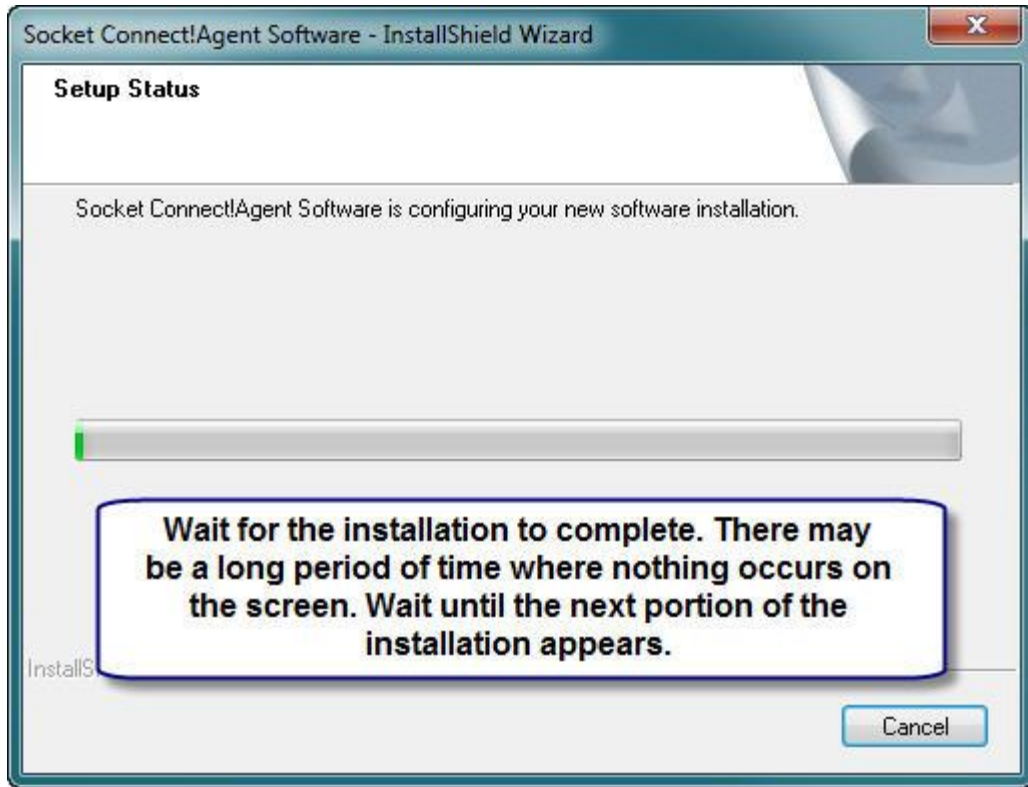 Socket Connect!Agent Software - InstallShield Wizard
Setup Status
Socket Connect!Agent Software is configuring your new software installation.
Wait for the installation to complete. There may
be a long period of time where nothing occurs on
the screen. Wait until the next portion of the
installation appears.
InstallS
Cancel